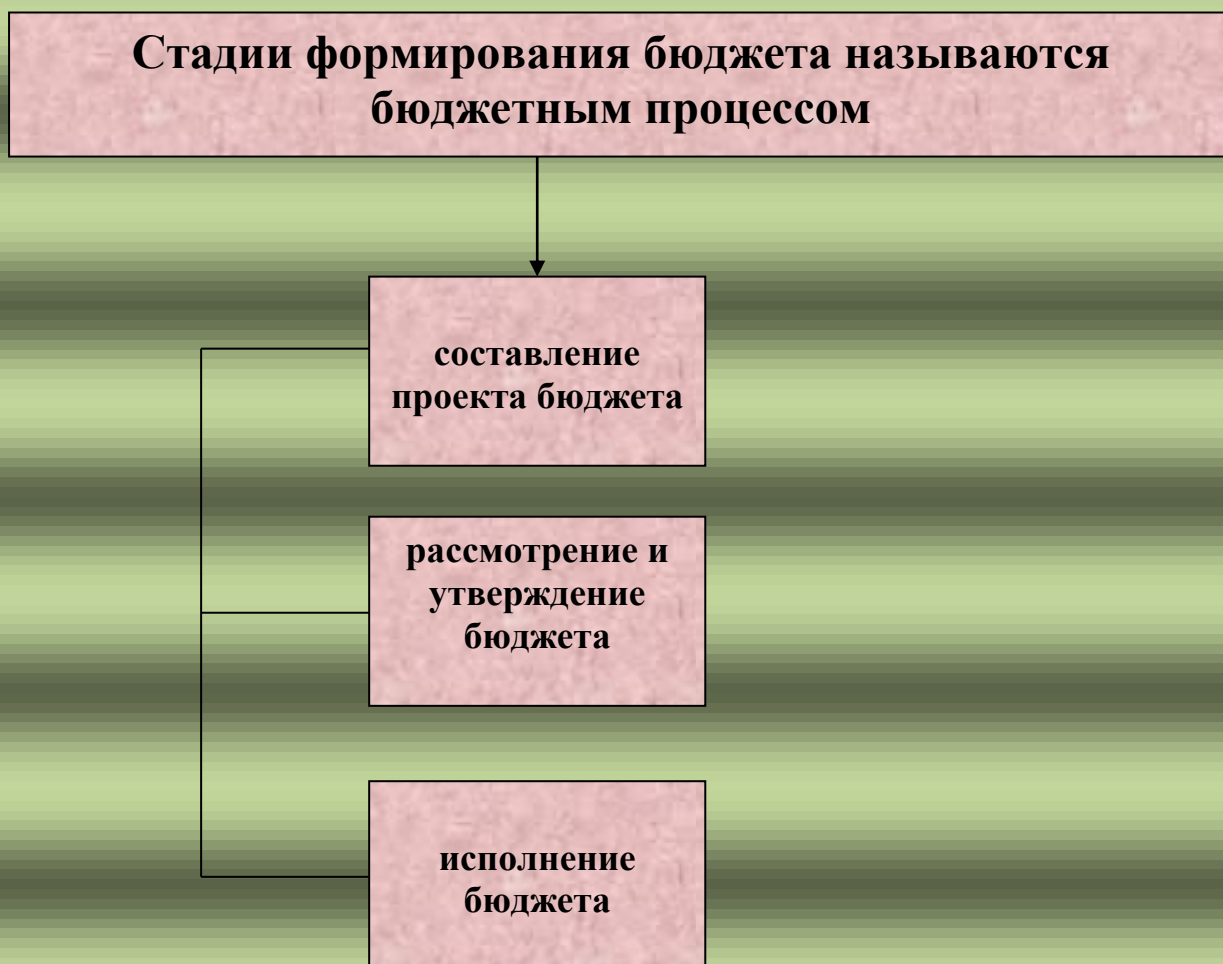 Стадии формирования бюджета называются
бюджетным процессом
составление
проекта бюджета
рассмотрение и
утверждение
бюджета
исполнение
бюджета